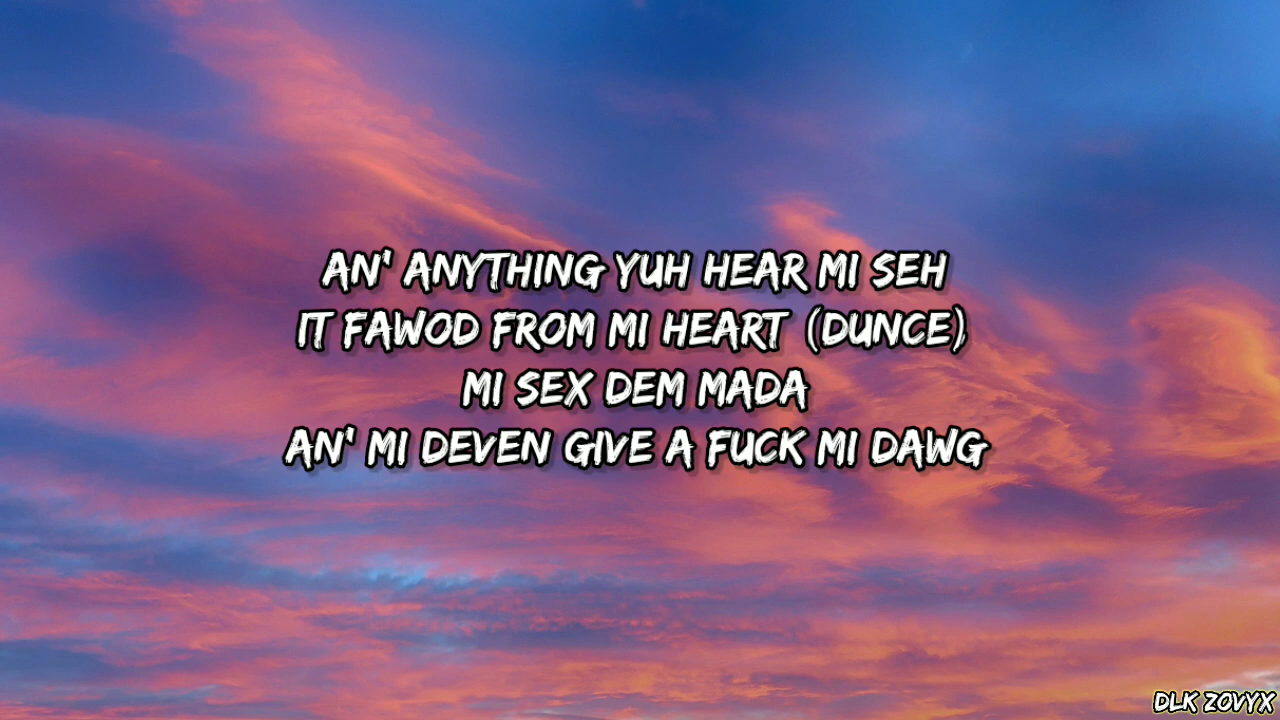 AN' ANYTHING YUH HEAR MI SEH
IT FAWOD FROM MI HEART (DUNCE)
MI SEX DEM MADA
AN' MI DEVEN GIVE A FUCK MI DAWG
DLK ZOVYX